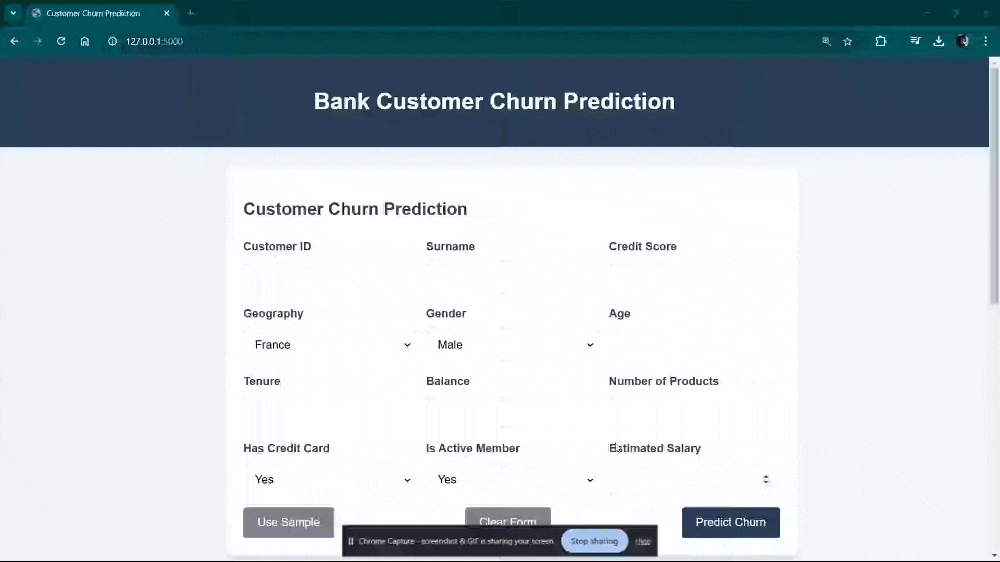 Customer Churn Prediction
127.0.0.1:5000
Bank Customer Churn Prediction
Customer Churn Prediction
Customer ID Surname Credit Score
Geography Gender Age
France Male
Tenure Balance Number of Products
Has Credit Card Is Active Member Estimated Salary
Yes Yes
Use Sample Clear Form Predict Churn
Chrome Capture - screenshot & GIF is sharing your screen. Stop sharing Hide